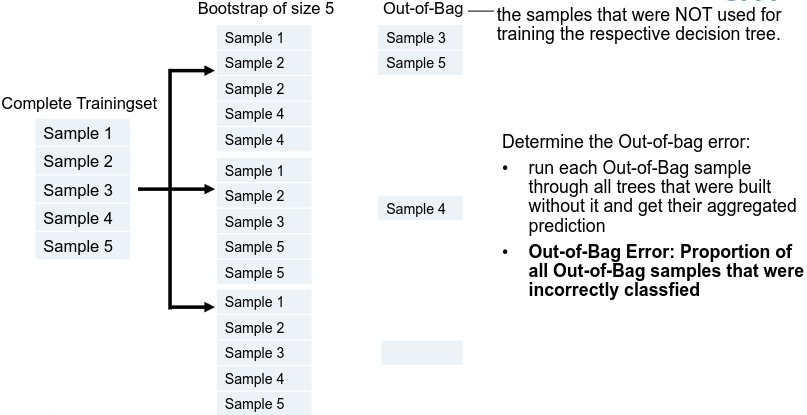 Bootstrap of size 5
Out-of-Bag
the samples that were NOT used for
training the respective decision tree.
Complete Trainingset
Sample 1
Sample 2
Sample 3
Sample 4
Sample 5
Sample 1
Sample 2
Sample 2
Sample 4
Sample 4
Sample 1
Sample 2
Sample 3
Sample 5
Sample 5
Sample 1
Sample 2
Sample 3
Sample 4
Sample 5
Sample 3
Sample 5
Sample 4
Determine the Out-of-bag error:
• run each Out-of-Bag sample
through all trees that were built
without it and get their aggregated
prediction
• Out-of-Bag Error: Proportion of
all Out-of-Bag samples that were
incorrectly classfied